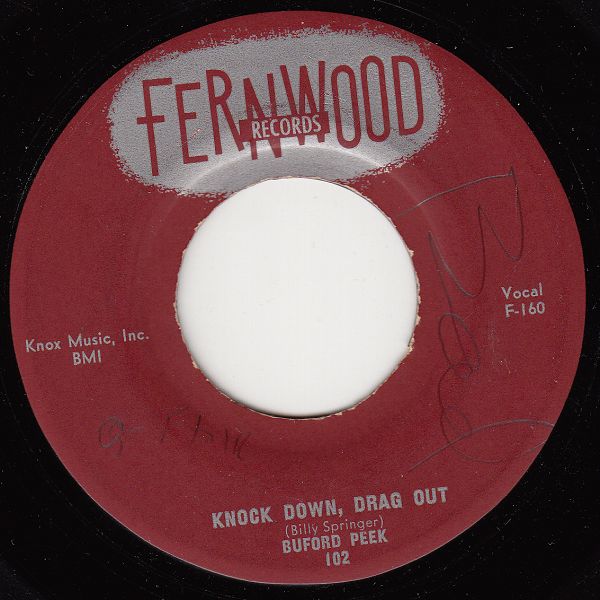 FERNWOOD
RECORDS
Knox Music, Inc.
BMI
Vocal
F-160
KNOCK DOWN, DRAG OUT
(Billy Springer)
BUFORD PEEK
102